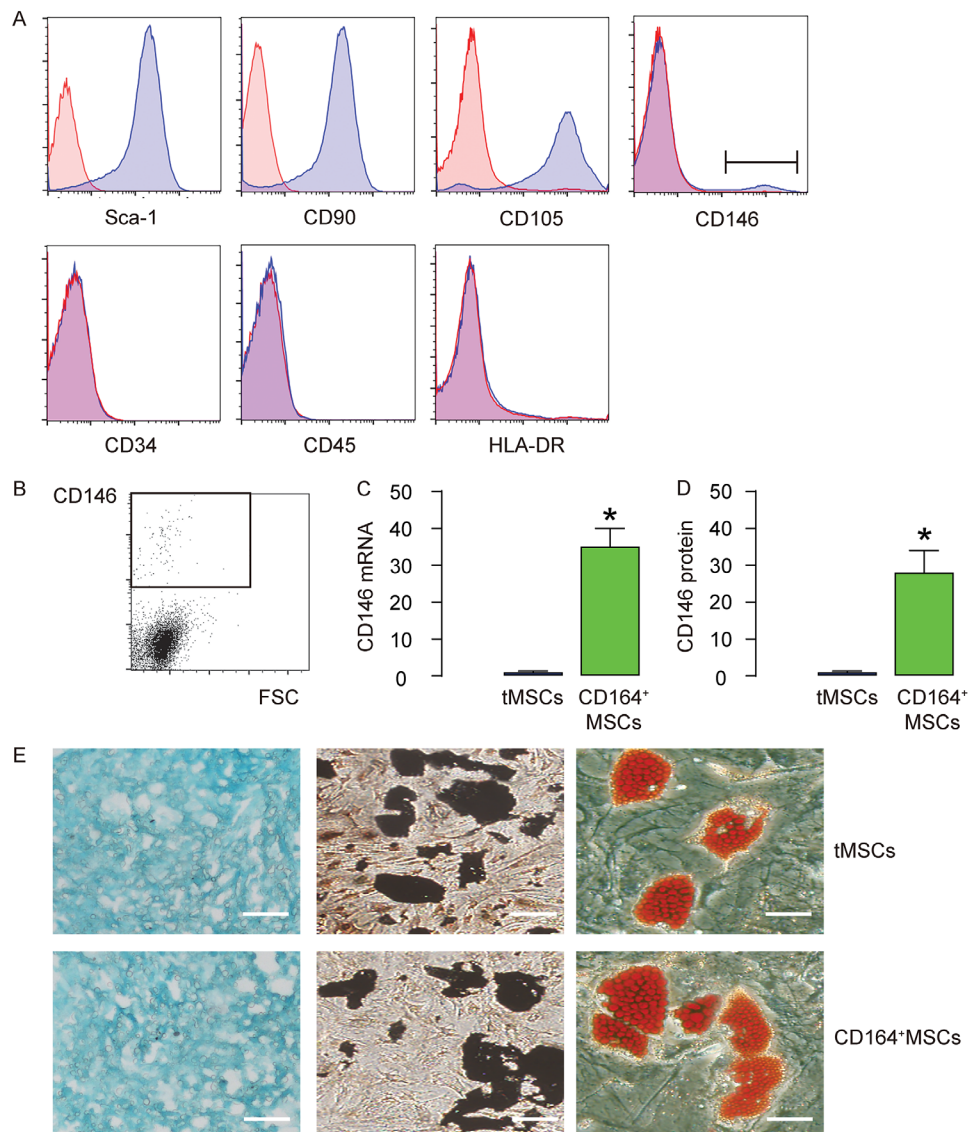 A
Sca-1
CD90
CD105
CD146
CD34
CD45
HLA-DR
B
CD146
FSC
C
CD146 mRNA
50
40
30
20
10
0
*
tMSCs
CD164⁺
MSCs
D
CD146 protein
50
40
30
20
10
0
*
tMSCs
CD164⁺
MSCs
E
tMSCs
CD164⁺MSCs